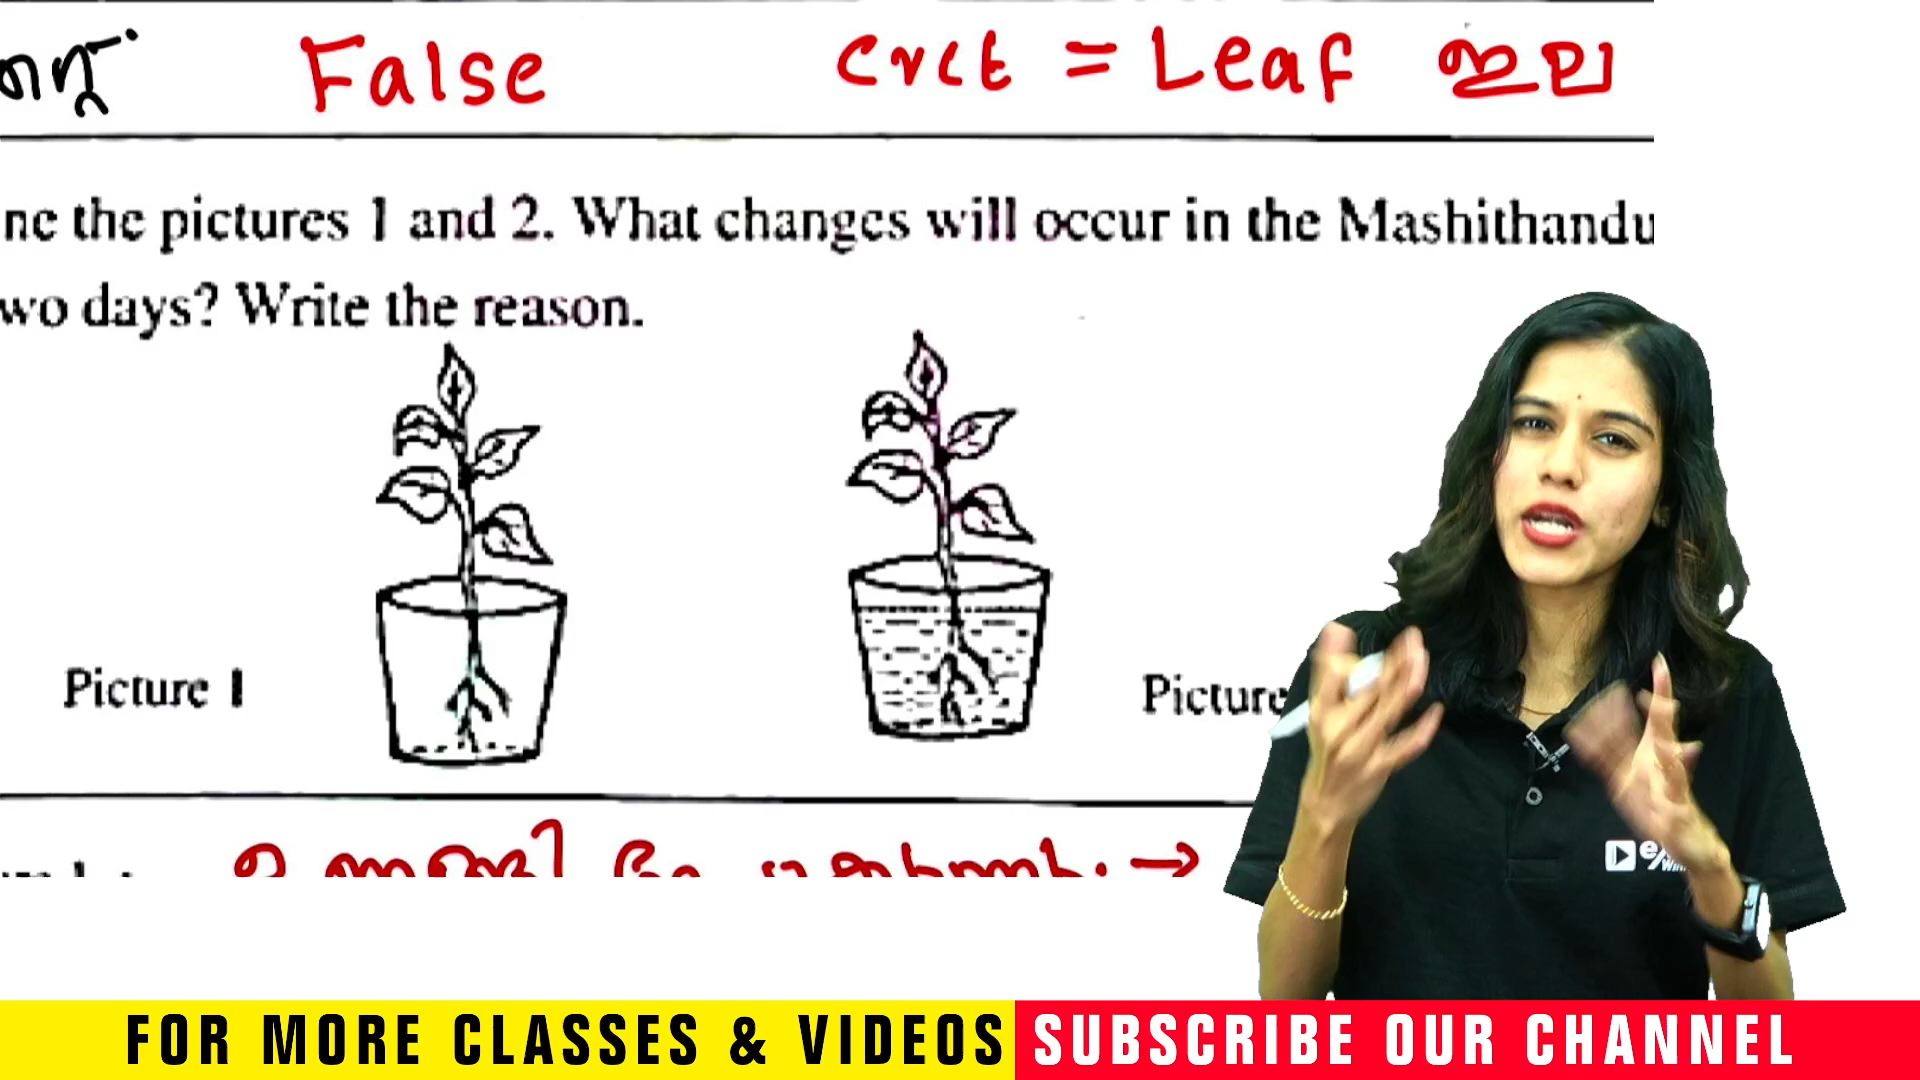 False crct = Leaf ഇല
ne the pictures 1 and 2. What changes will occur in the Mashithandu
wo days? Write the reason.
Picture 1
Picture
FOR MORE CLASSES & VIDEOS SUBSCRIBE OUR CHANNEL